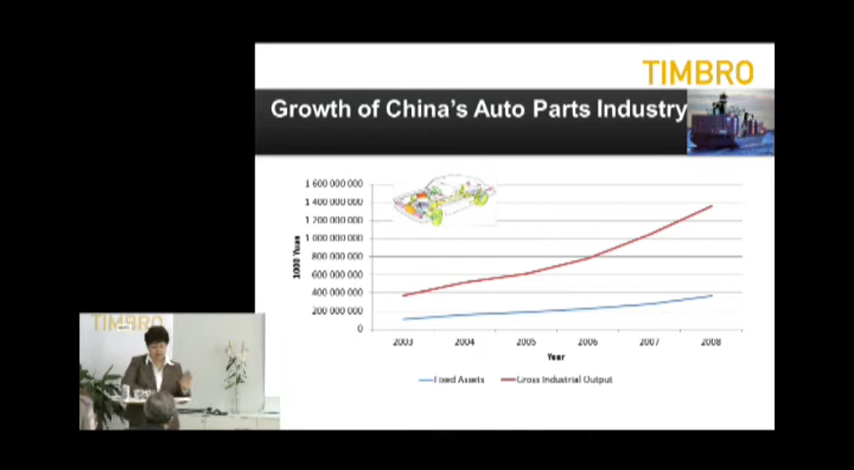 TIMBRO
Growth of China's Auto Parts Industry
1 600 000 000
1 400 000 000
1 200 000 000
1 000 000 000
800 000 000
600 000 000
400 000 000
200 000 000
0
1000 Yuan
2003 2004 2005 2006 2007 2008
Year
Fixed Assets Gross Industrial Output
TIMBRO